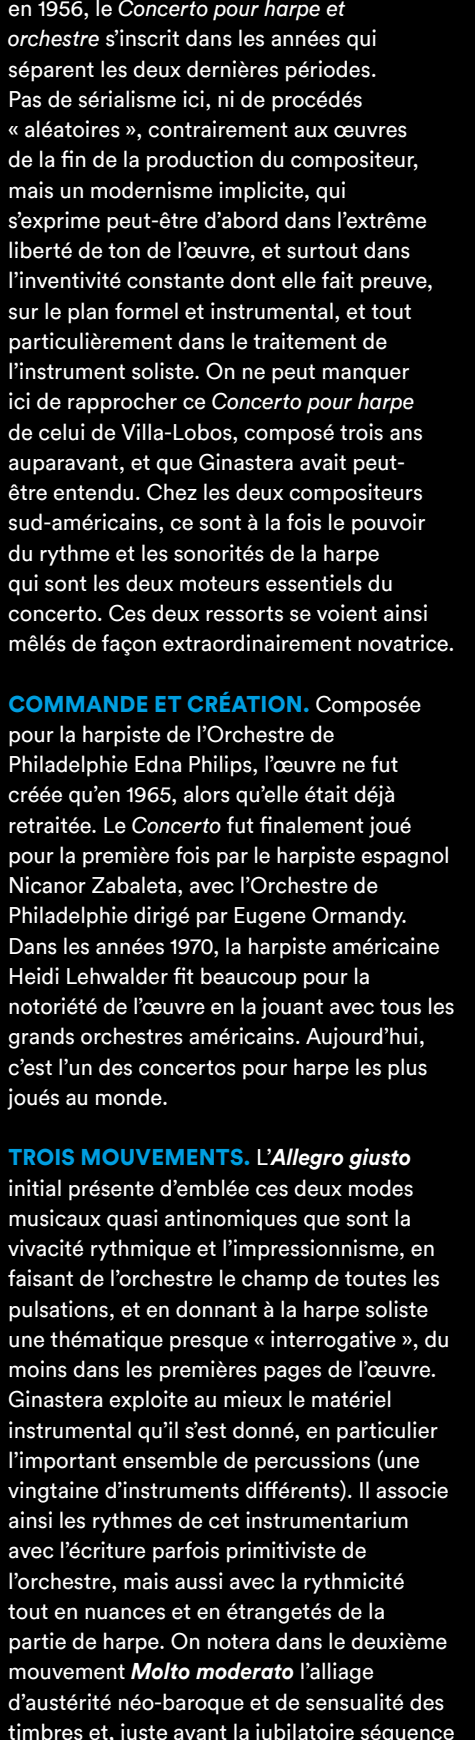 en 1956, le Concerto pour harpe et
orchestre s’inscrit dans les années qui
séparent les deux dernières périodes.
Pas de sérialisme ici, ni de procédés
« aléatoires », contrairement aux œuvres
de la fin de la production du compositeur,
mais un modernisme implicite, qui
s’exprime peut-être d’abord dans l’extrême
liberté de ton de l’œuvre, et surtout dans
l’inventivité constante dont elle fait preuve,
sur le plan formel et instrumental, et tout
particulièrement dans le traitement de
l’instrument soliste. On ne peut manquer
ici de rapprocher ce Concerto pour harpe
de celui de Villa-Lobos, composé trois ans
auparavant, et que Ginastera avait peut-
être entendu. Chez les deux compositeurs
sud-américains, ce sont à la fois le pouvoir
du rythme et les sonorités de la harpe
qui sont les deux moteurs essentiels du
concerto. Ces deux ressorts se voient ainsi
mêlés de façon extraordinairement novatrice.
COMMANDE ET CRÉATION. Composée
pour la harpiste de l’Orchestre de
Philadelphie Edna Philips, l’œuvre ne fut
créée qu’en 1965, alors qu’elle était déjà
retraitée. Le Concerto fut finalement joué
pour la première fois par le harpiste espagnol
Nicanor Zabaleta, avec l’Orchestre de
Philadelphie dirigé par Eugene Ormandy.
Dans les années 1970, la harpiste américaine
Heidi Lehwalder fit beaucoup pour la
notoriété de l’œuvre en la jouant avec tous les
grands orchestres américains. Aujourd’hui,
c’est l’un des concertos pour harpe les plus
joués au monde.
TROIS MOUVEMENTS. L’Allegro giusto
initial présente d’emblée ces deux modes
musicaux quasi antinomiques que sont la
vivacité rythmique et l’impressionnisme, en
faisant de l’orchestre le champ de toutes les
pulsations, et en donnant à la harpe soliste
une thématique presque « interrogative », du
moins dans les premières pages de l’œuvre.
Ginastera exploite au mieux le matériel
instrumental qu’il s’est donné, en particulier
l’important ensemble de percussions (une
vingtaine d’instruments différents). Il associe
ainsi les rythmes de cet instrumentarium
avec l’écriture parfois primitiviste de
l’orchestre, mais aussi avec la rythmicité
tout en nuances et en étrangetés de la
partie de harpe. On notera dans le deuxième
mouvement Molto moderato l’alliage
d’austérité néo-baroque et de sensualité des
timbres et, juste avant la jubilatoire séquence